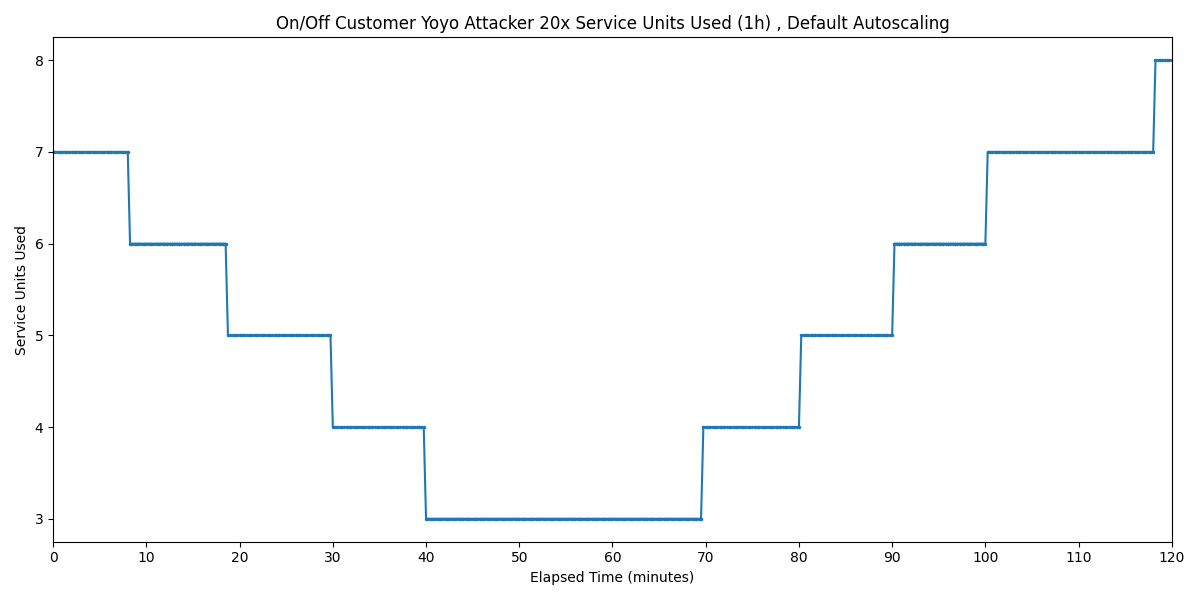 On/Off Customer Yoyo Attacker 20x Service Units Used (1h) , Default Autoscaling
Service Units Used
8
7
6
5
4
3
0 10 20 30 40 50 60 70 80 90 100 110 120
Elapsed Time (minutes)